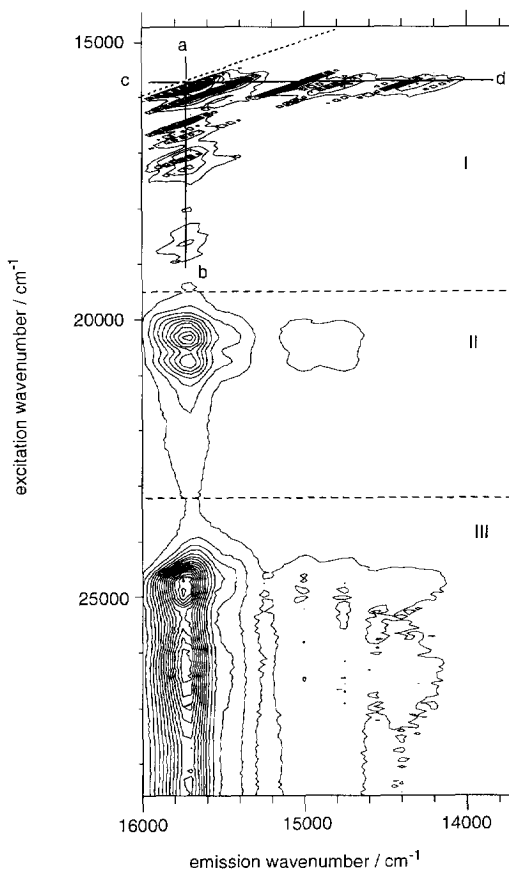 15000
a
c
d
I
b
20000
II
III
25000
16000
15000
14000
excitation wavenumber / cm⁻¹
emission wavenumber / cm⁻¹